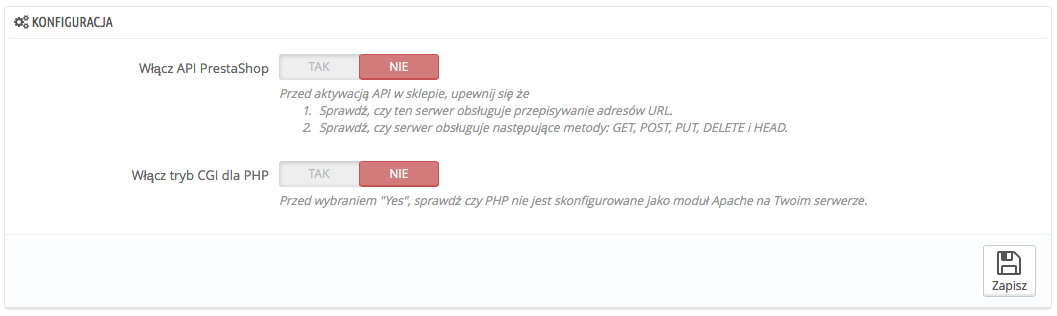 KONFIGURACJA
Włącz API PrestaShop TAK NIE
Przed aktywacją API w sklepie, upewnij się że
1. Sprawdź, czy ten serwer obsługuje przepisywanie adresów URL.
2. Sprawdź, czy serwer obsługuje następujące metody: GET, POST, PUT, DELETE i HEAD.
Włącz tryb CGI dla PHP TAK NIE
Przed wybraniem "Yes", sprawdź czy PHP nie jest skonfigurowane jako moduł Apache na Twoim serwerze.
Zapisz